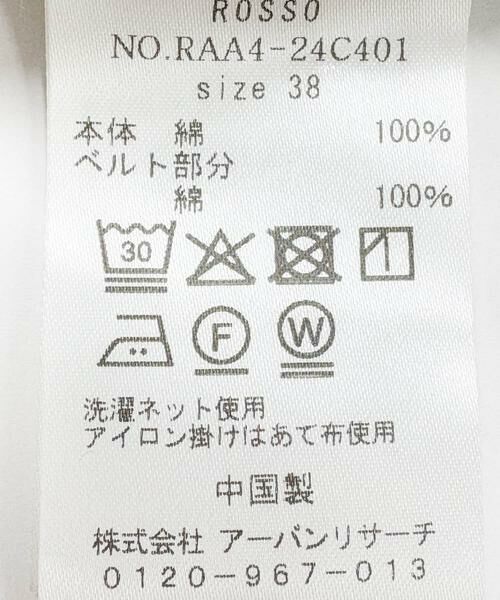 ROSSO
NO.RAA4-24C401
size 38
本体 綿 100%
ベルト部分
綿 100%
30
F W
洗濯ネット使用
アイロン掛けはあて布使用
中国製
株式会社 アーバンリサーチ
0120-967-013